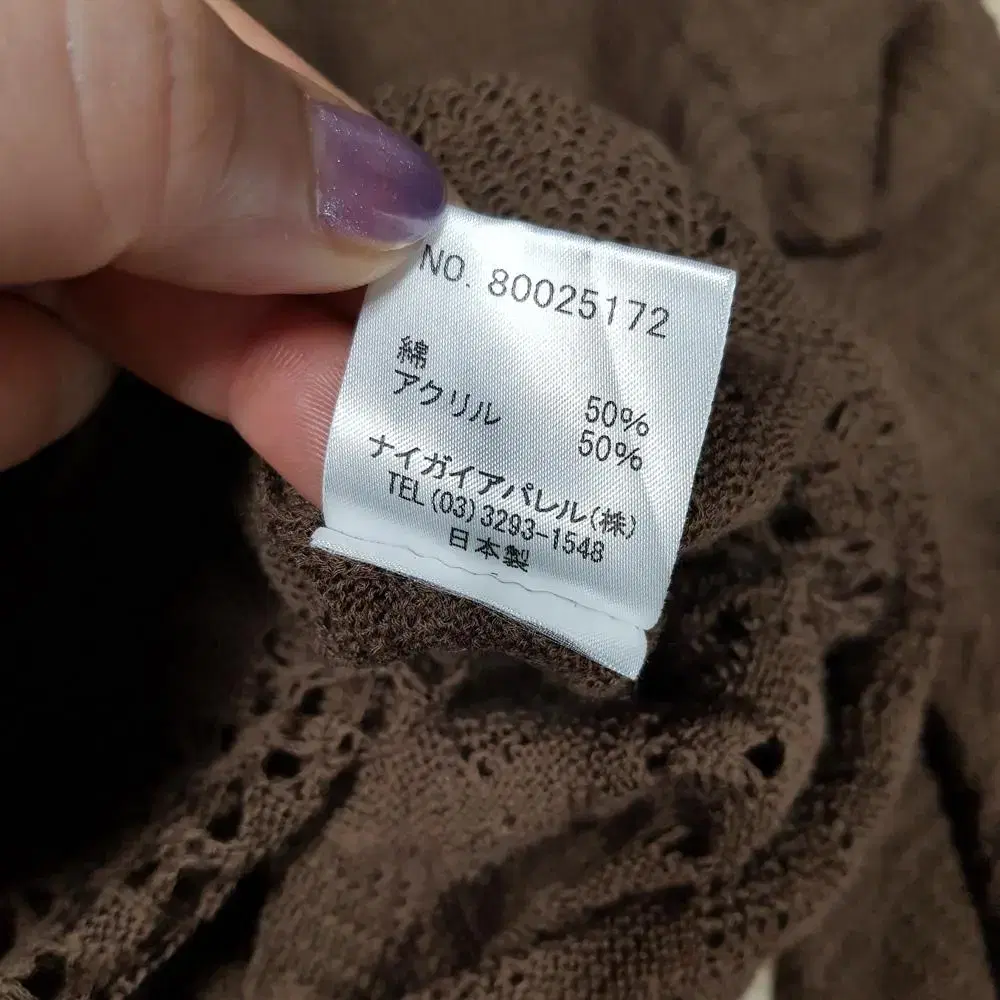 NO. 80025172
綿 50%
アクリル 50%
ナイガイアパレル(株)
TEL(03)3293-1548
日本製